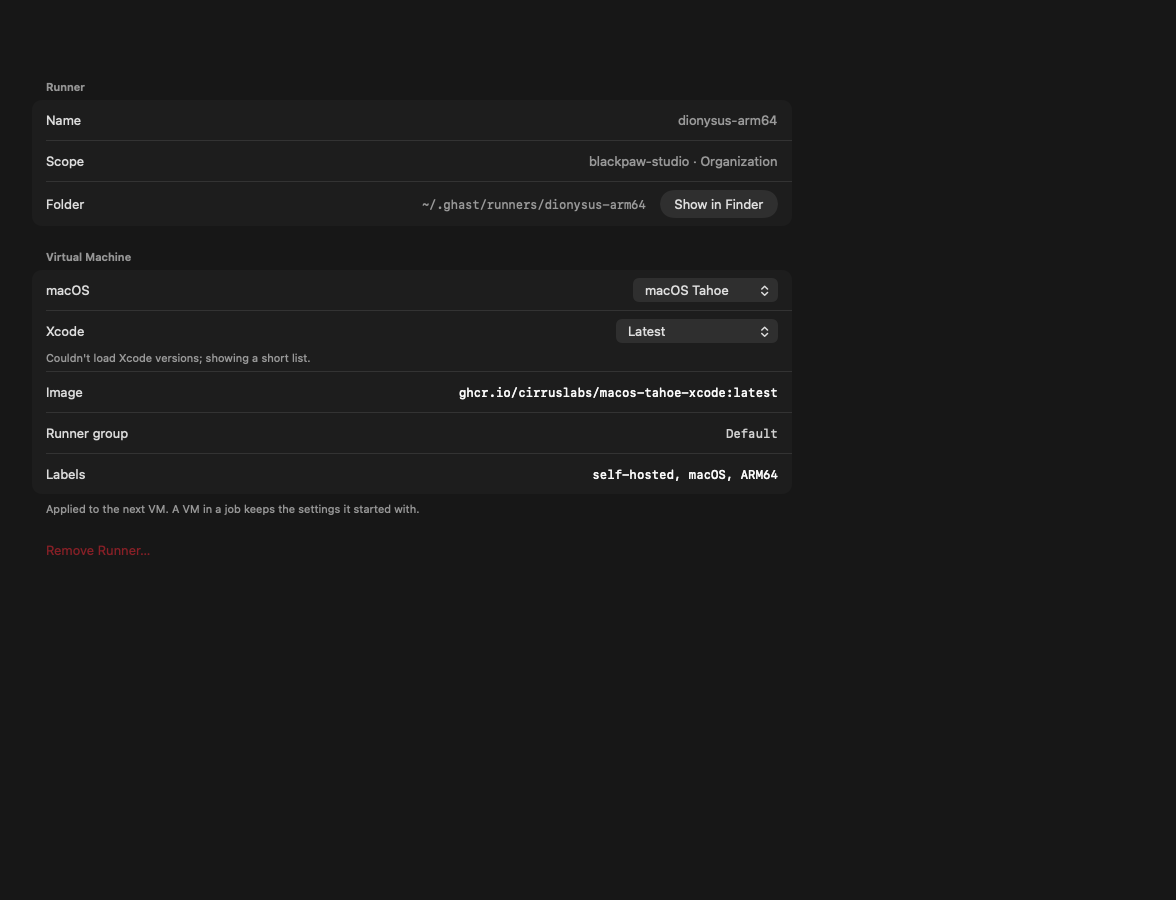 Runner
Name dionysus-arm64
Scope blackpaw-studio · Organization
Folder ~/.ghast/runners/dionysus-arm64 Show in Finder
Virtual Machine
macOS macOS Tahoe
Xcode Latest
Couldn't load Xcode versions; showing a short list.
Image ghcr.io/cirruslabs/macos-tahoe-xcode:latest
Runner group Default
Labels self-hosted, macOS, ARM64
Applied to the next VM. A VM in a job keeps the settings it started with.
Remove Runner...